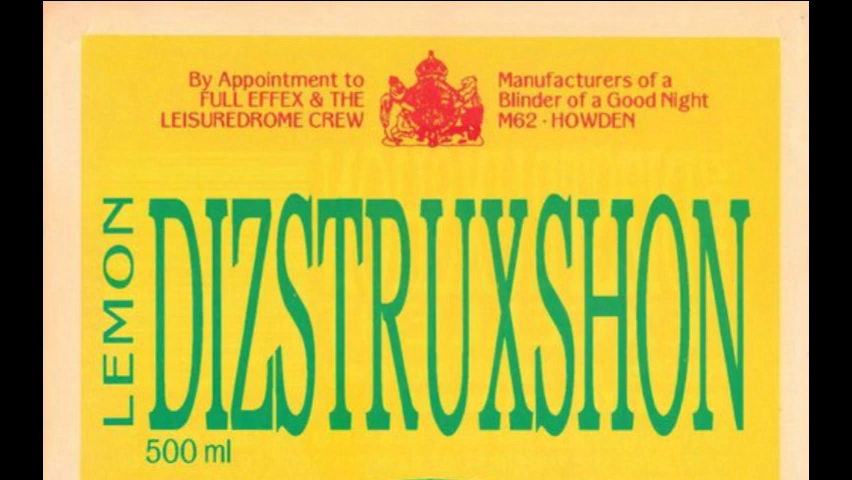 By Appointment to
FULL EFFEX & THE
LEISUREDROME CREW
Manufacturers of a
Blinder of a Good Night
M62 · HOWDEN
LEMON
DIZSTRUXSHON
500 ml